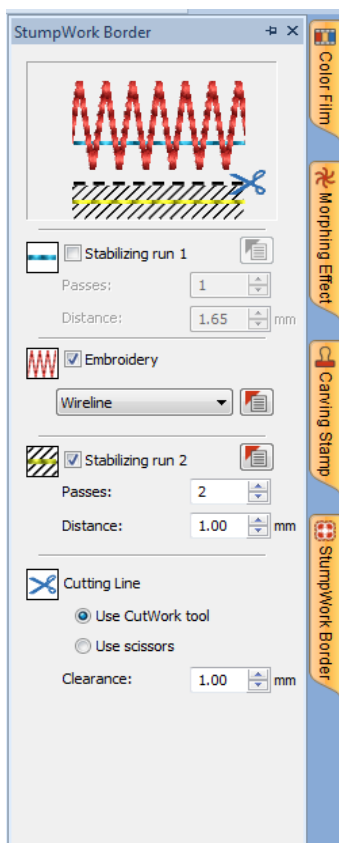 StumpWork Border
Stabilizing run 1
Passes: 1
Distance: 1.65 mm
Embroidery
Wireline
Stabilizing run 2
Passes: 2
Distance: 1.00 mm
Cutting Line
Use CutWork tool
Use scissors
Clearance: 1.00 mm
Color Film
Morphing Effect
Carving Stamp
StumpWork Border